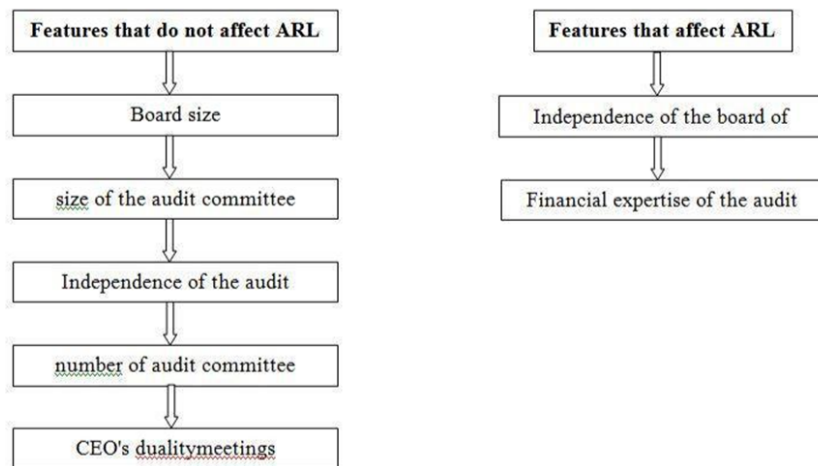 Features that do not affect ARL
Board size
size of the audit committee
Independence of the audit
number of audit committee
CEO's dualitymeetings
Features that affect ARL
Independence of the board of
Financial expertise of the audit